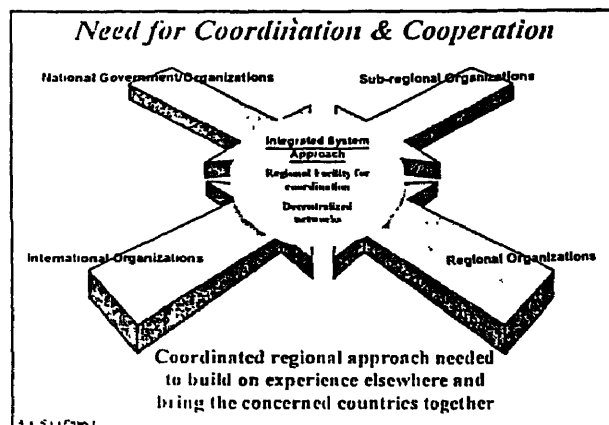 Need for Coordination & Cooperation
National Government/Organizations
Sub-regional Organizations
Integrated System
Approach
Regional Facility for
coordination
Decentralized
networks
International Organizations
Regional Organizations
Coordinated regional approach needed
to build on experience elsewhere and
bring the concerned countries together